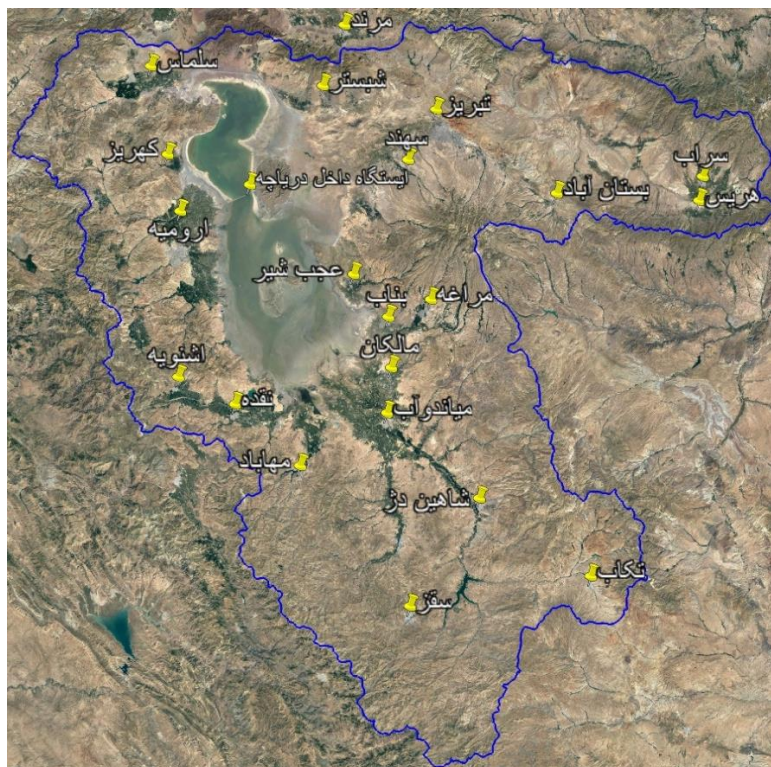 مرند
سلماس
شبستر
تبریز
کهریز
سهند
سراب
ایستگاه داخل دریاچه
بستان آباد
هریس
ارومیه
عجب شیر
بناب
مراغه
مالکان
اشنویه
نقده
میاندوآب
مهاباد
شاهین دژ
تکاب
سقز